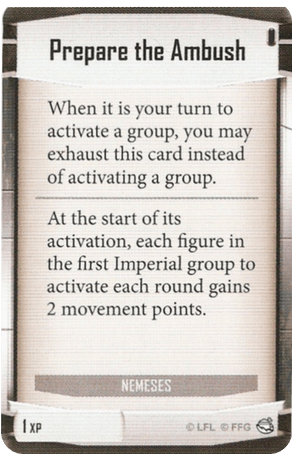 Prepare the Ambush
When it is your turn to
activate a group, you may
exhaust this card instead
of activating a group.
At the start of its
activation, each figure in
the first Imperial group to
activate each round gains
2 movement points.
NEMESES
1 XP
© LFL © FFG